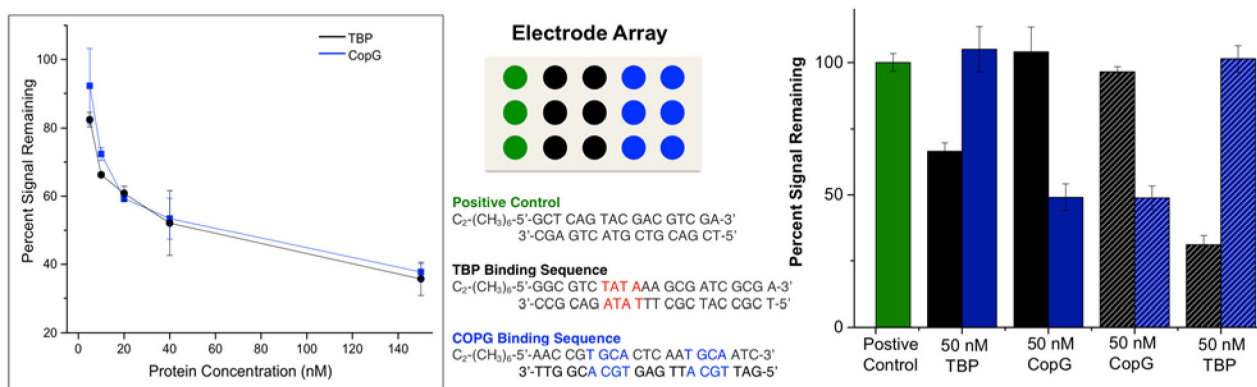 TBP
CopG
100
80
60
40
20
0
20
40
60
80
100
120
140
Percent Signal Remaining
Protein Concentration (nM)
Electrode Array
Positive Control
C₂-(CH₃)₆-5'-GCT CAG TAC GAC GTC GA-3'
3'-CGA GTC ATG CTG CAG CT-5'
TBP Binding Sequence
C₂-(CH₃)₆-5'-GGC GTC TAT AAA GCG ATC GCG A-3'
3'-CCG CAG ATA TTT CGC TAC CGC T-5'
COPG Binding Sequence
C₂-(CH₃)₆-5'-AAC CGT TGCA CTC AAT GCA ATC-3'
3'-TTG GCA ACGT GAG TTA CGT TAG-5'
Percent Signal Remaining
100
50
0
Postive
Control
50 nM
TBP
50 nM
CopG
50 nM
CopG
50 nM
TBP